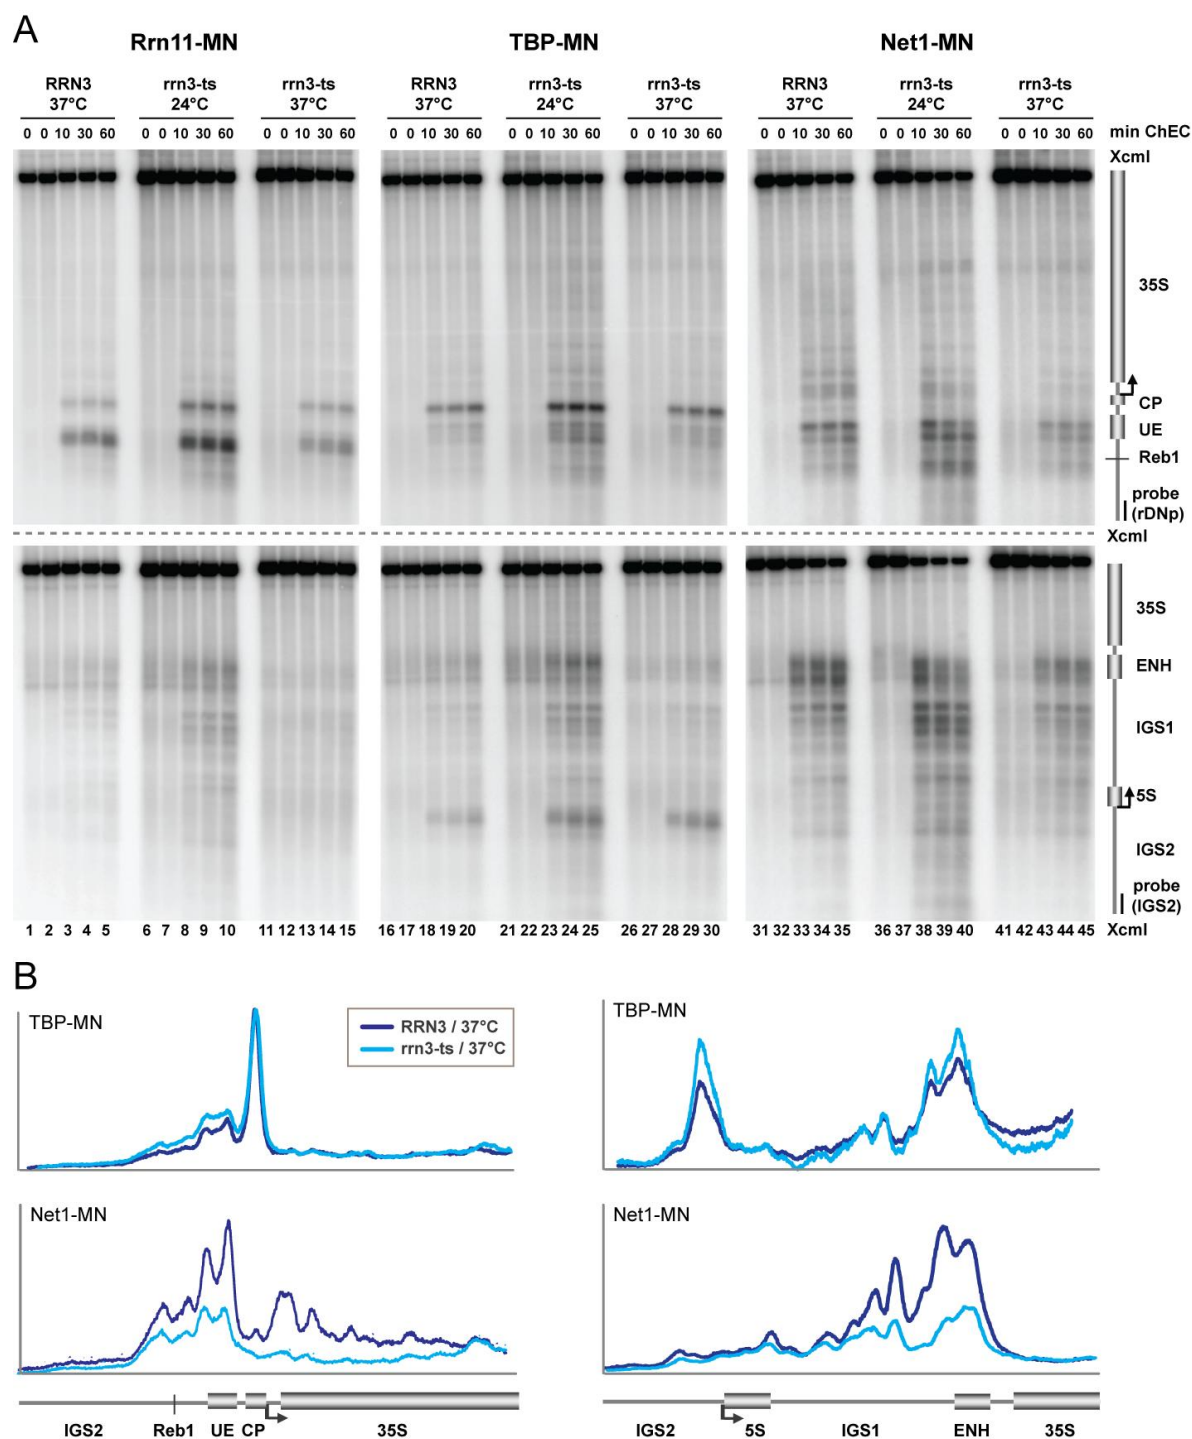 A
Rrn11-MN TBP-MN Net1-MN
RRN3 rrn3-ts rrn3-ts RRN3 rrn3-ts rrn3-ts RRN3 rrn3-ts rrn3-ts
37°C 24°C 37°C 37°C 24°C 37°C 37°C 24°C 37°C
0 0 10 30 60 0 0 10 30 60 0 0 10 30 60 0 0 10 30 60 0 0 10 30 60 0 0 10 30 60 0 0 10 30 60 0 0 10 30 60 0 0 10 30 60 min ChEC
XcmI
35S
CP
UE
Reb1
probe
(rDNp)
XcmI
35S
ENH
IGS1
5S
IGS2
probe
(IGS2)
1 2 3 4 5 6 7 8 9 10 11 12 13 14 15 16 17 18 19 20 21 22 23 24 25 26 27 28 29 30 31 32 33 34 35 36 37 38 39 40 41 42 43 44 45 XcmI
B
TBP-MN
RRN3 / 37°C
rrn3-ts / 37°C
TBP-MN
Net1-MN
Net1-MN
IGS2 Reb1 UE CP 35S
IGS2 5S IGS1 ENH 35S